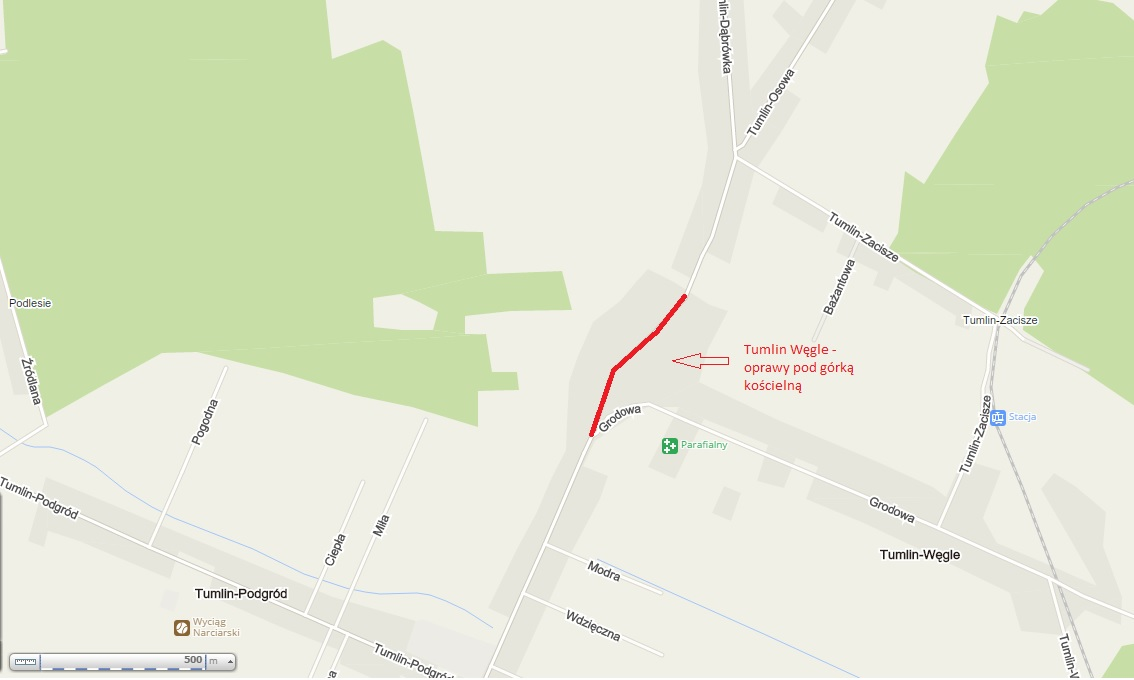 mlin-Dąbrówka
Tumlin-Osowa
Tumlin-Zacisze
Bażantowa
Podlesie
Tumlin-Zacisze
Źródlana
Tumlin Węgle -
oprawy pod górką
kościelną
Pogodna
Grodowa
Stacja
Parafialny
Tumlin-Zacisze
Tumlin-Podgród
Grodowa
Miła
Ciepła
Tumlin-Węgle
Modra
Tumlin-Podgród
Wdzięczna
Wyciąg
Narciarski
Tumlin-Podgród
Tumlin-W
500 m